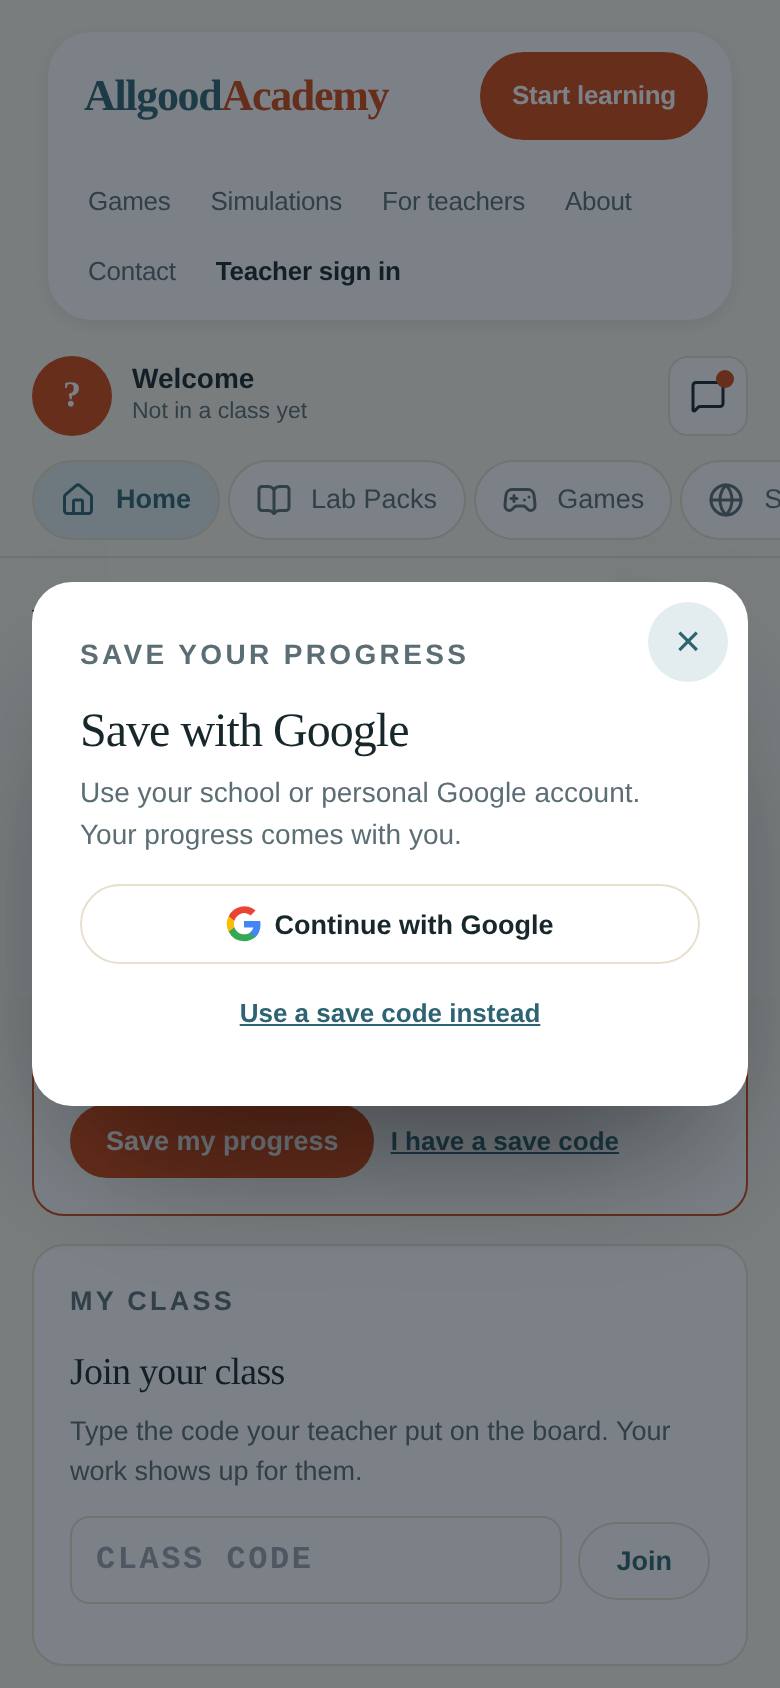 AllgoodAcademy
Start learning
Games Simulations For teachers About
Contact Teacher sign in
?
Welcome
Not in a class yet
Home Lab Packs Games
SAVE YOUR PROGRESS
Save with Google
Use your school or personal Google account.
Your progress comes with you.
Continue with Google
Use a save code instead
Save my progress I have a save code
MY CLASS
Join your class
Type the code your teacher put on the board. Your
work shows up for them.
CLASS CODE
Join